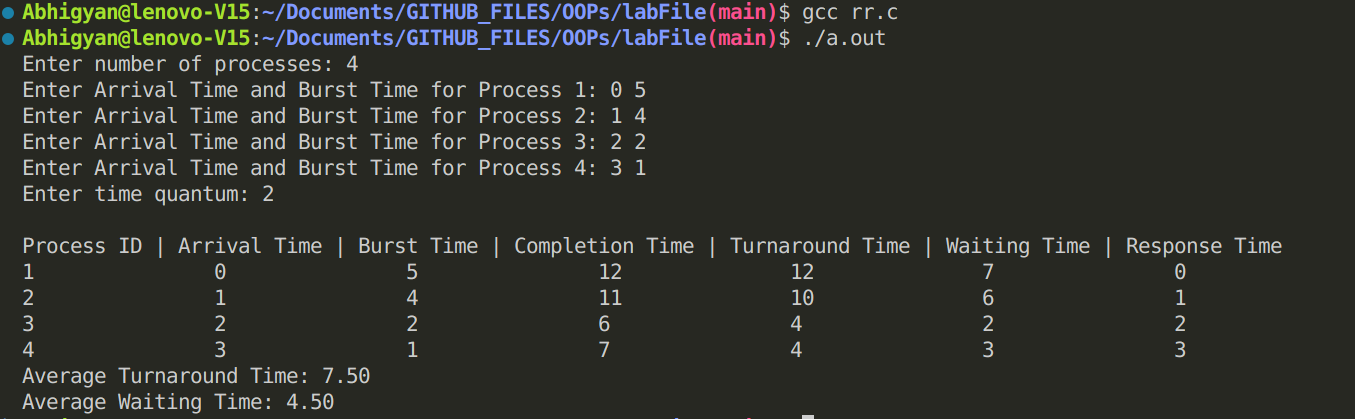 Abhigyan@lenovo-V15:~/Documents/GITHUB_FILES/OOPs/labFile(main)$ gcc rr.c
Abhigyan@lenovo-V15:~/Documents/GITHUB_FILES/OOPs/labFile(main)$ ./a.out
Enter number of processes: 4
Enter Arrival Time and Burst Time for Process 1: 0 5
Enter Arrival Time and Burst Time for Process 2: 1 4
Enter Arrival Time and Burst Time for Process 3: 2 2
Enter Arrival Time and Burst Time for Process 4: 3 1
Enter time quantum: 2
Process ID | Arrival Time | Burst Time | Completion Time | Turnaround Time | Waiting Time | Response Time
1 0 5 12 12 7 0
2 1 4 11 10 6 1
3 2 2 6 4 2 2
4 3 1 7 4 3 3
Average Turnaround Time: 7.50
Average Waiting Time: 4.50